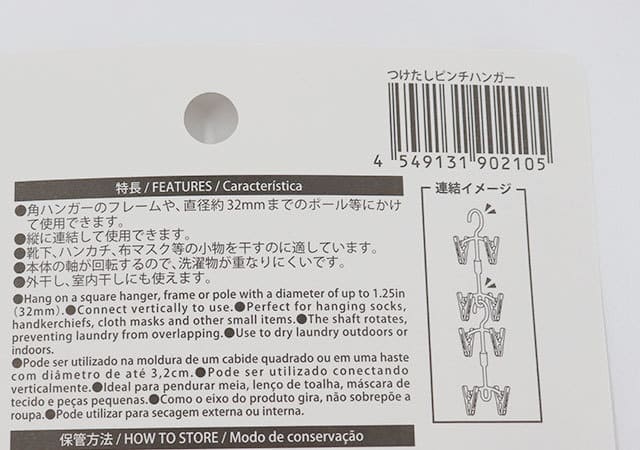 つけたしピンチハンガー
4 549131 902105
特長 / FEATURES / Característica
●角ハンガーのフレームや、直径約32mmまでのポール等にかけ
て使用できます。
●縦に連結して使用できます。
●靴下、ハンカチ、布マスク等の小物を干すのに適しています。
●本体の軸が回転するので、洗濯物が重なりにくいです。
●外干し、室内干しにも使えます。
●Hang on a square hanger, frame or pole with a diameter of up to 1.25in
(32mm).●Connect vertically to use.●Perfect for hanging socks,
handkerchiefs, cloth masks and other small items.●The shaft rotates,
preventing laundry from overlapping.●Use to dry laundry outdoors or
indoors.
●Pode ser utilizado na moldura de um cabide quadrado ou em uma haste
com diâmetro de até 3,2cm.●Pode ser utilizado conectando
verticalmente.●Ideal para pendurar meia, lenço de toalha, máscara de
tecido e peças pequenas.●Como o eixo do produto gira, não sobrepõe a
roupa.●Pode utilizar para secagem externa ou interna.
連結イメージ
保管方法 / HOW TO STORE / Modo de conservação